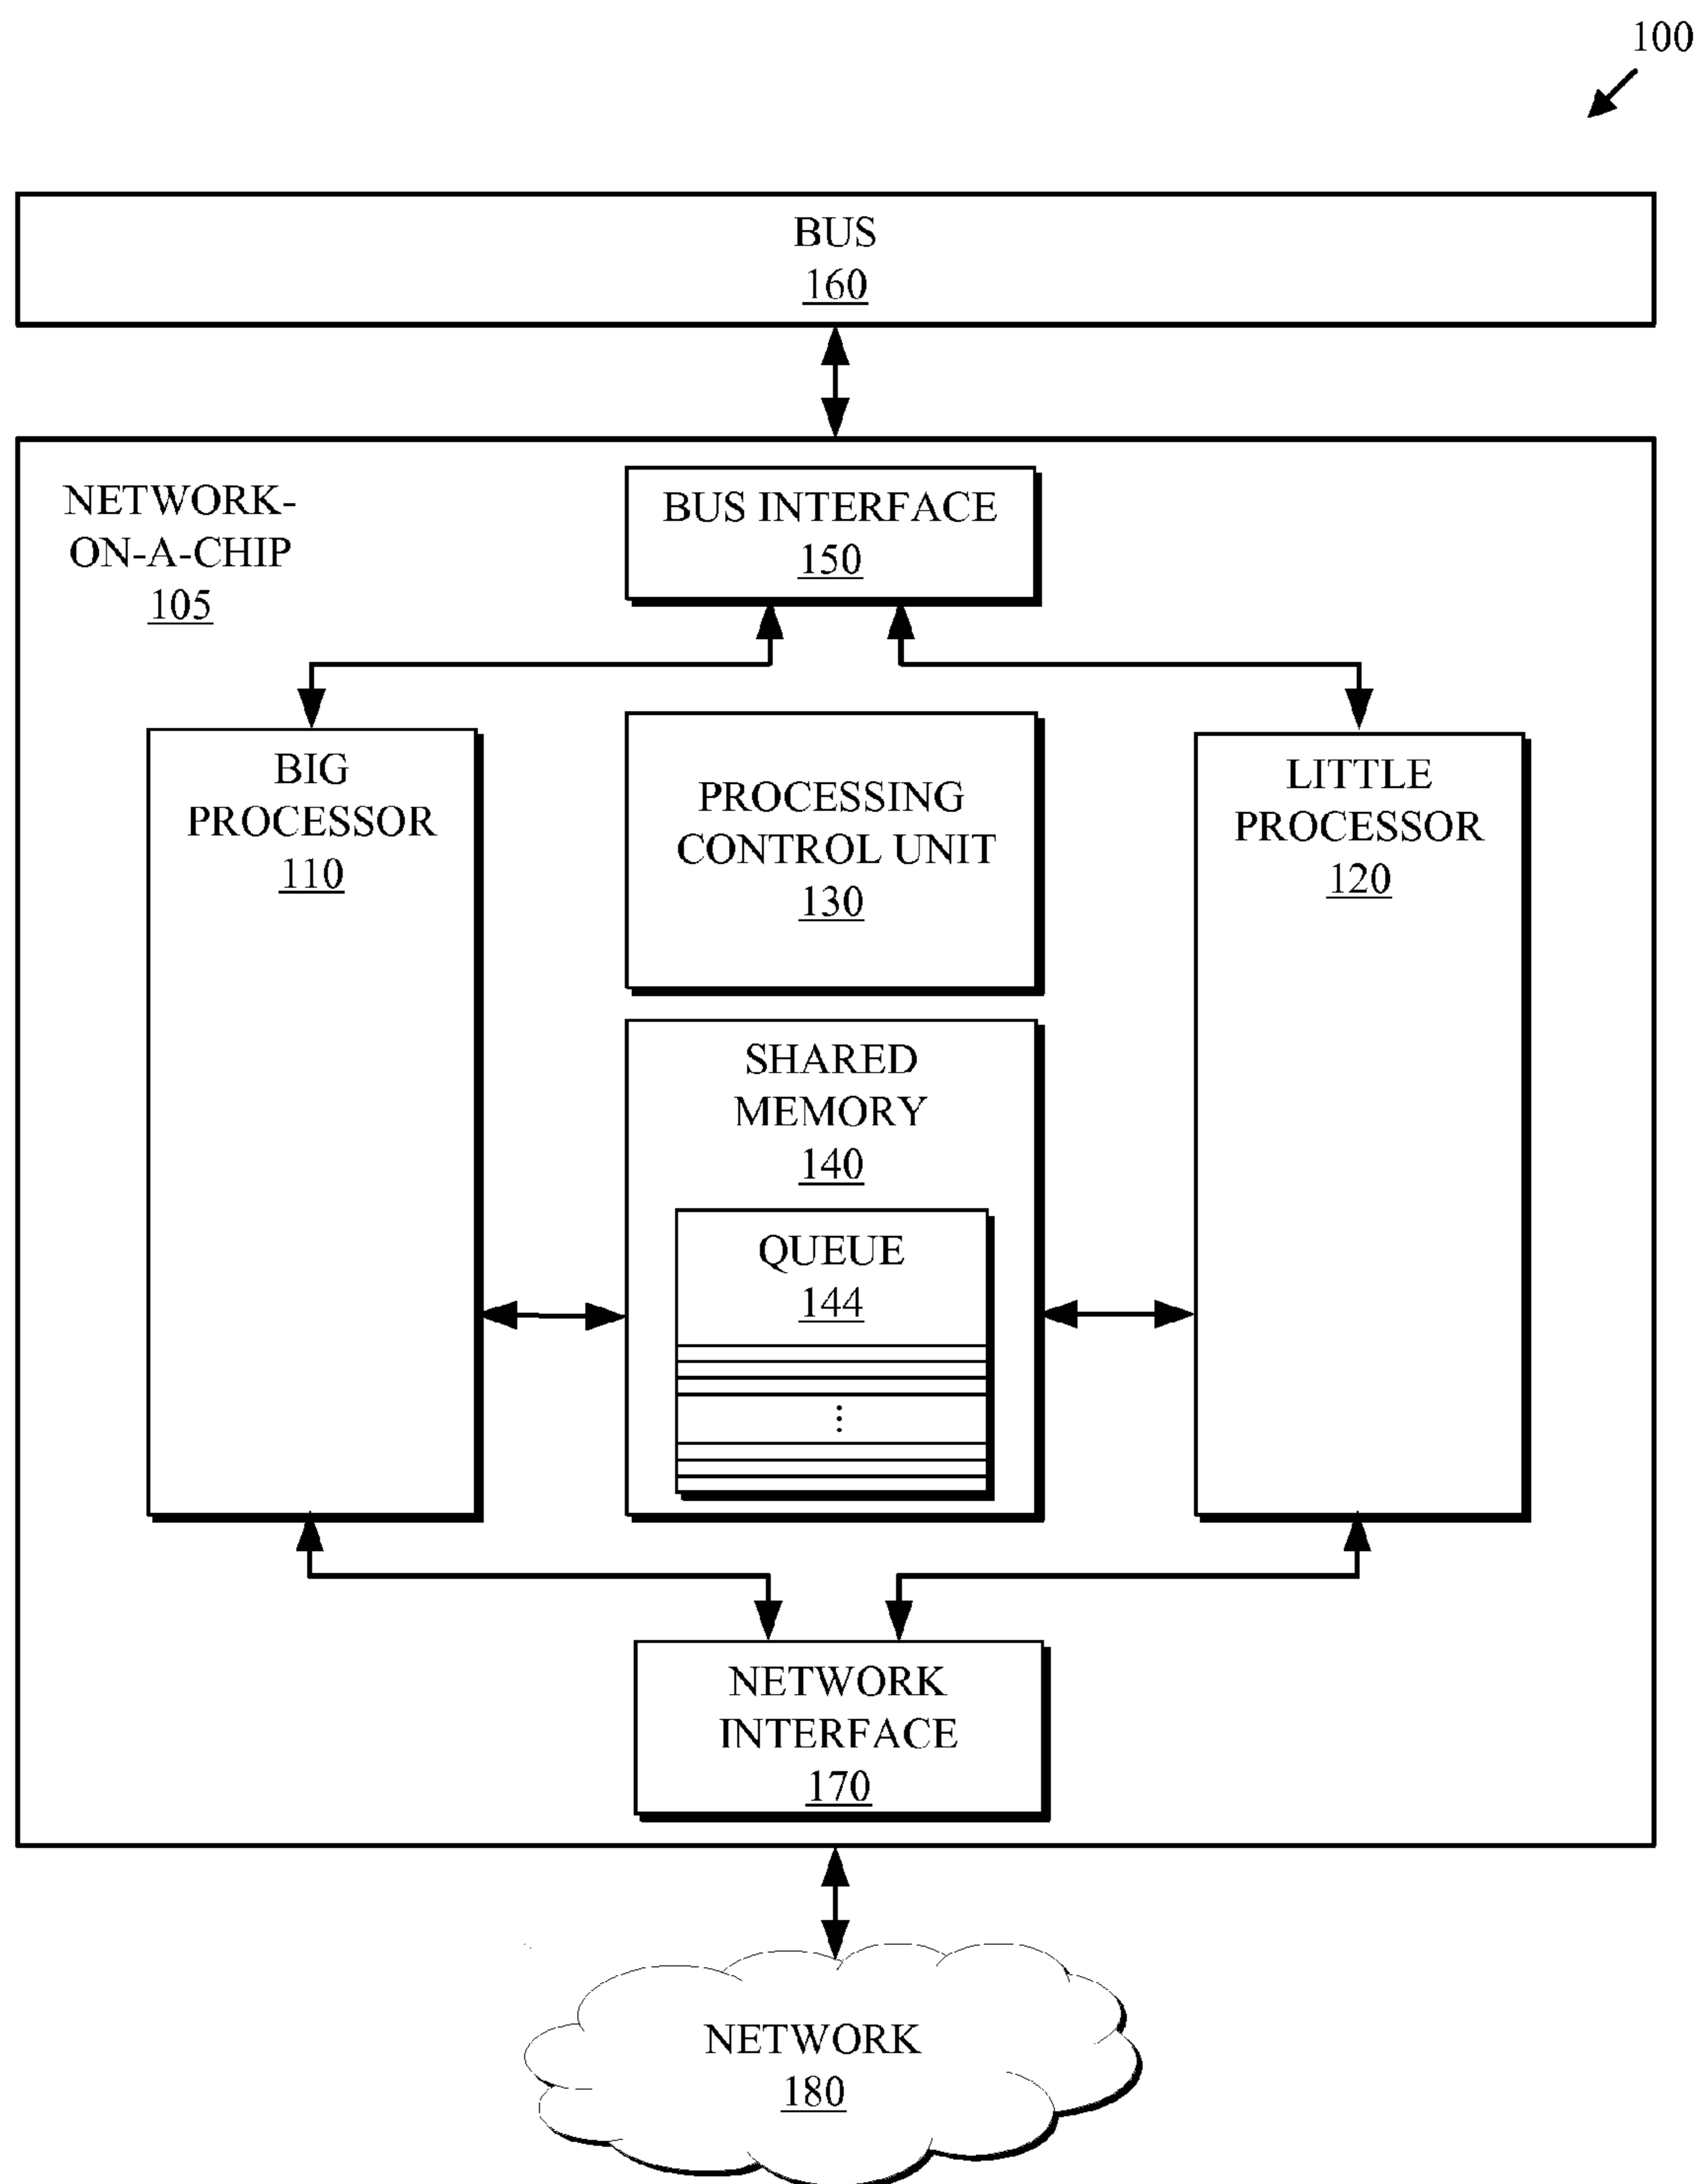 100
BUS
160
NETWORK-
ON-A-CHIP
105
BUS INTERFACE
150
BIG
PROCESSOR
110
PROCESSING
CONTROL UNIT
130
LITTLE
PROCESSOR
120
SHARED
MEMORY
140
QUEUE
144
NETWORK
INTERFACE
170
NETWORK
180